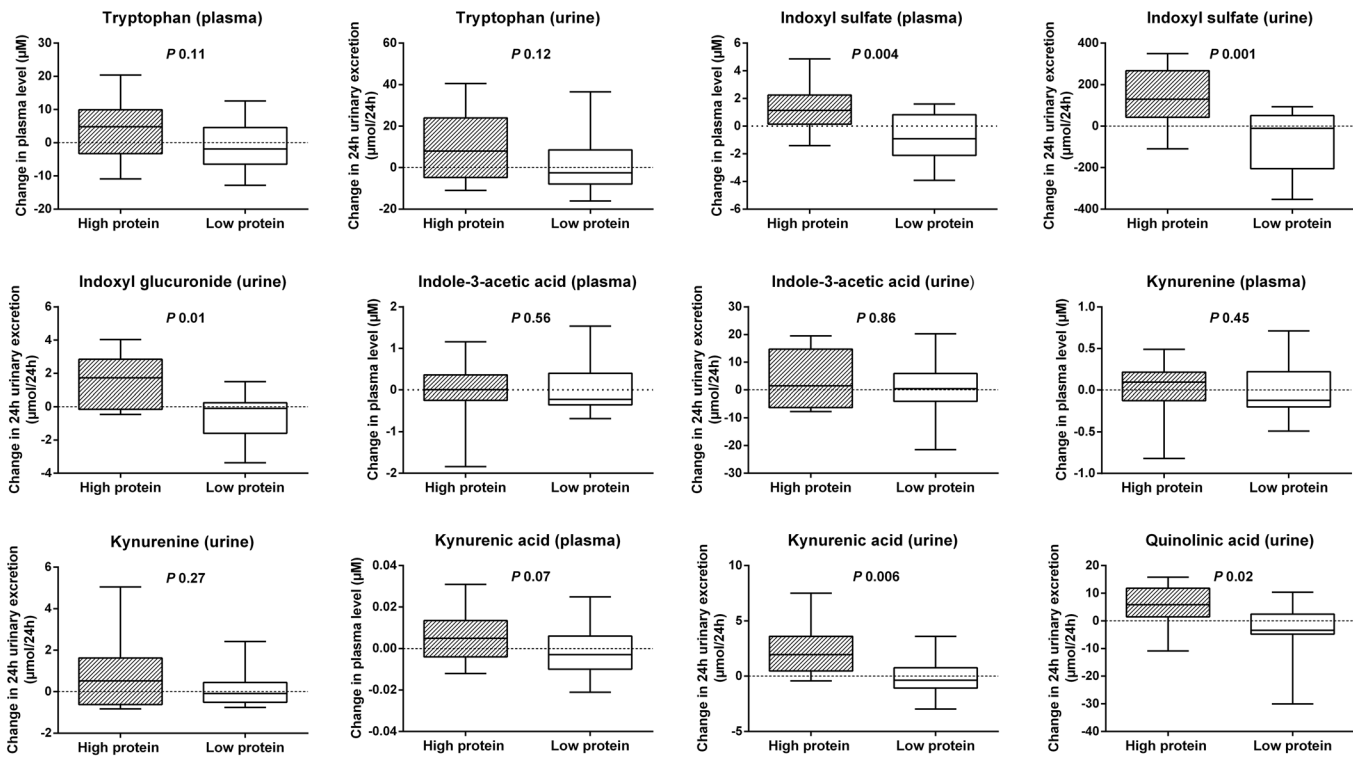 Tryptophan (plasma)
Change in plasma level (µM)
30
20
10
0
-10
-20
P 0.11
High protein
Low protein
Tryptophan (urine)
Change in 24h urinary excretion
(µmol/24h)
60
40
20
0
-20
P 0.12
High protein
Low protein
Indoxyl sulfate (plasma)
Change in plasma level (µM)
6
4
2
0
-2
-4
-6
P 0.004
High protein
Low protein
Indoxyl sulfate (urine)
Change in 24h urinary excretion
(µmol/24h)
400
200
0
-200
-400
P 0.001
High protein
Low protein
Indoxyl glucuronide (urine)
Change in 24h urinary excretion
(µmol/24h)
6
4
2
0
-2
-4
P 0.01
High protein
Low protein
Indole-3-acetic acid (plasma)
Change in plasma level (µM)
2
1
0
-1
-2
P 0.56
High protein
Low protein
Indole-3-acetic acid (urine)
Change in 24h urinary excretion
(µmol/24h)
30
20
10
0
-10
-20
-30
P 0.86
High protein
Low protein
Kynurenine (plasma)
Change in plasma level (µM)
1.0
0.5
0.0
-0.5
-1.0
P 0.45
High protein
Low protein
Kynurenine (urine)
Change in 24h urinary excretion
(µmol/24h)
6
4
2
0
-2
P 0.27
High protein
Low protein
Kynurenic acid (plasma)
Change in plasma level (µM)
0.04
0.02
0.00
-0.02
-0.04
P 0.07
High protein
Low protein
Kynurenic acid (urine)
Change in 24h urinary excretion
(µmol/24h)
10
5
0
-5
P 0.006
High protein
Low protein
Quinolinic acid (urine)
Change in 24h urinary excretion
(µmol/24h)
20
10
0
-10
-20
-30
-40
P 0.02
High protein
Low protein